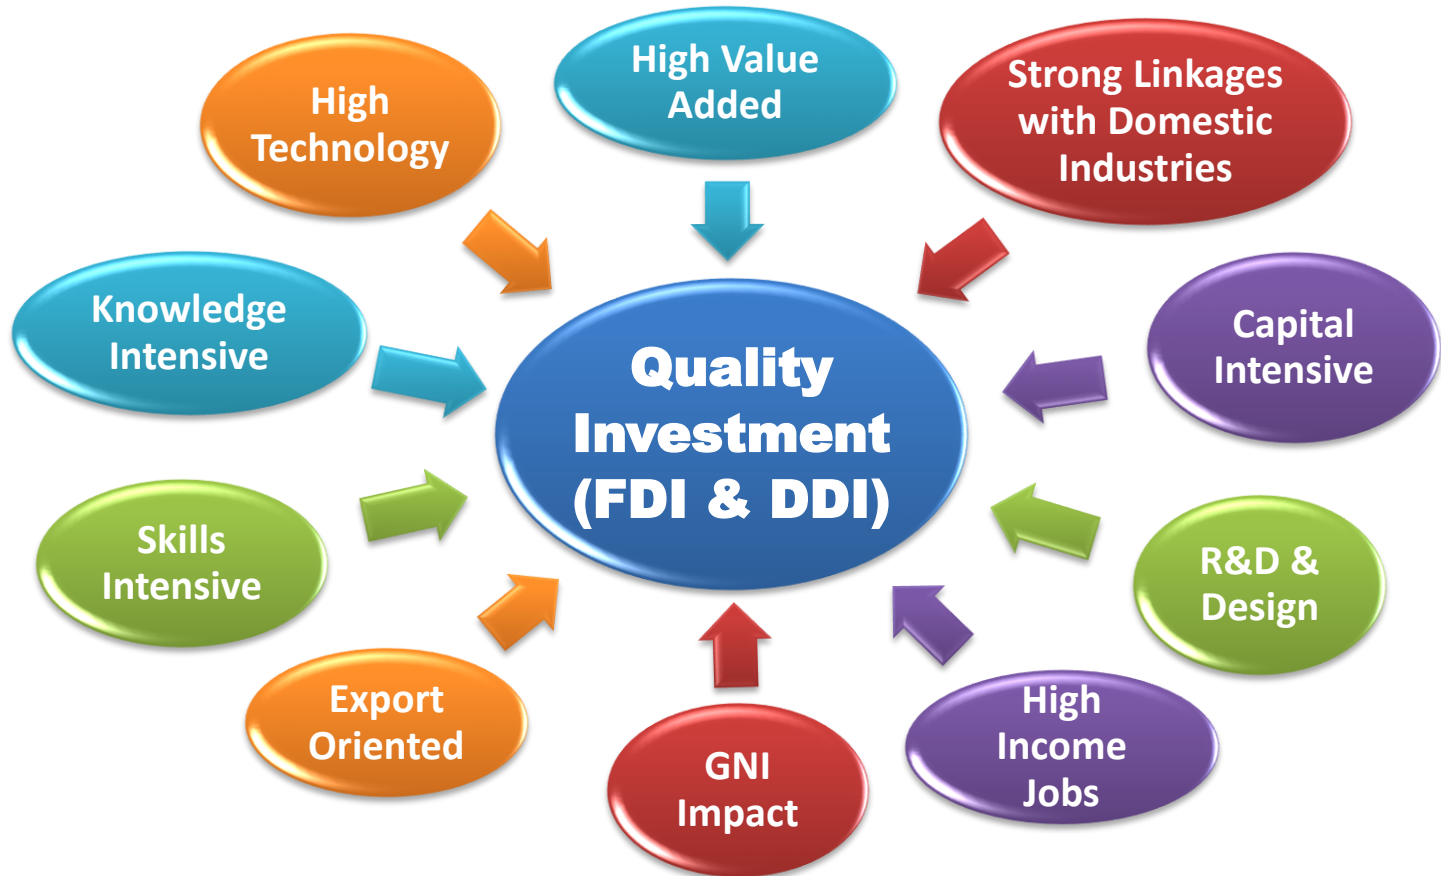 High Value
Added
Strong Linkages
with Domestic
Industries
High
Technology
Knowledge
Intensive
Capital
Intensive
Quality
Investment
(FDI & DDI)
Skills
Intensive
R&D &
Design
Export
Oriented
High
Income
Jobs
GNI
Impact